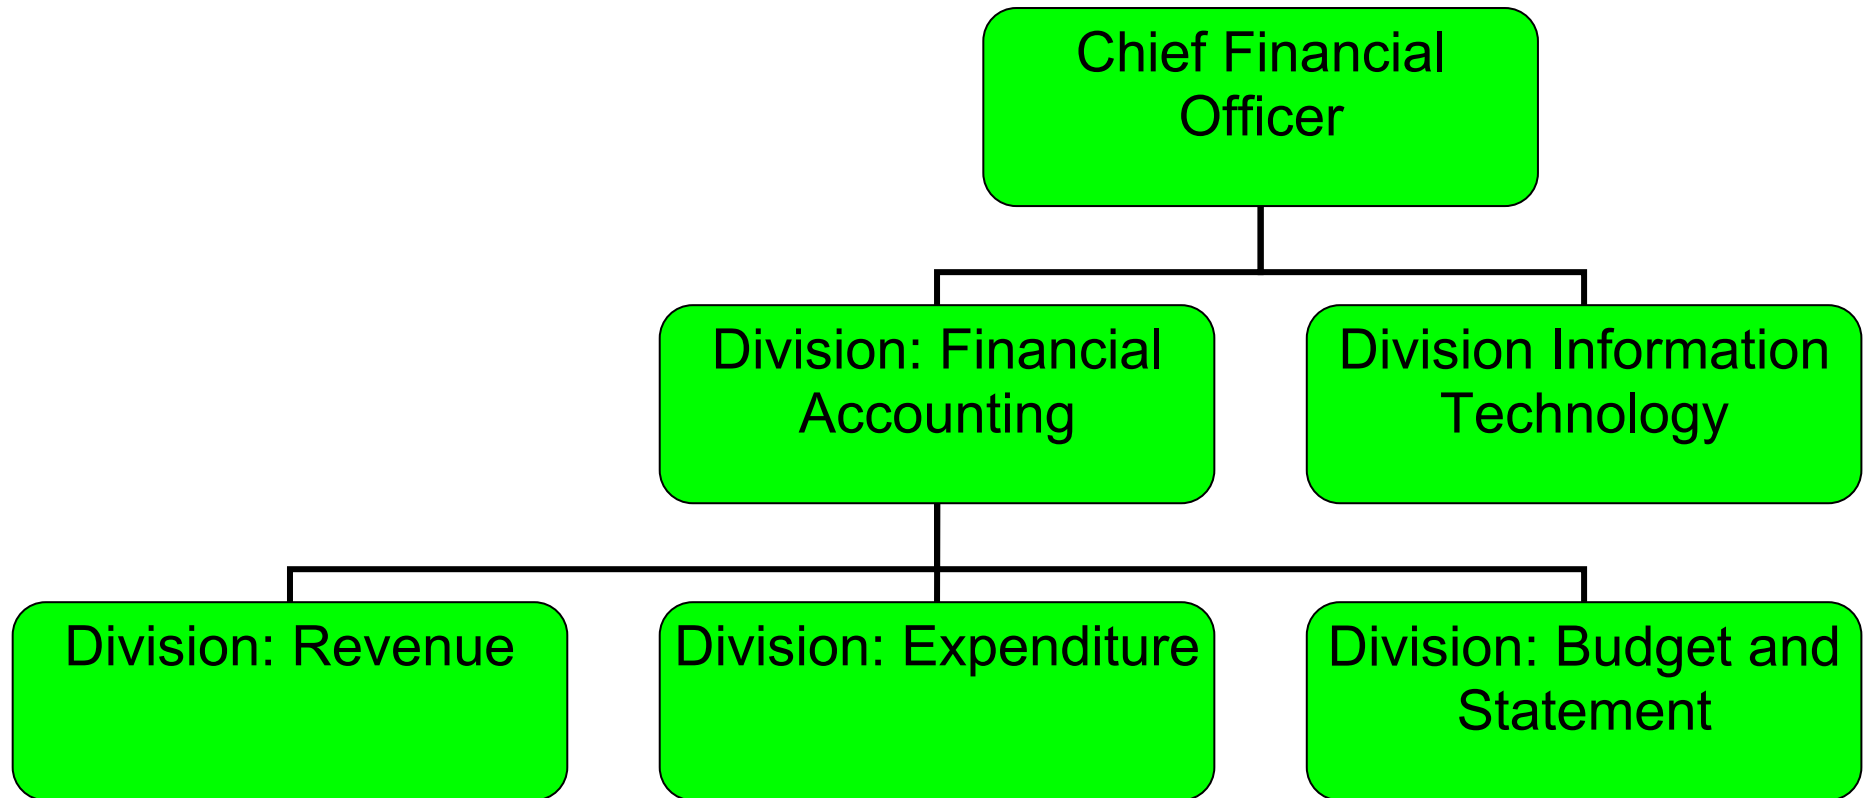 Chief Financial
Officer
Division: Financial
Accounting
Division Information
Technology
Division: Revenue
Division: Expenditure
Division: Budget and
Statement